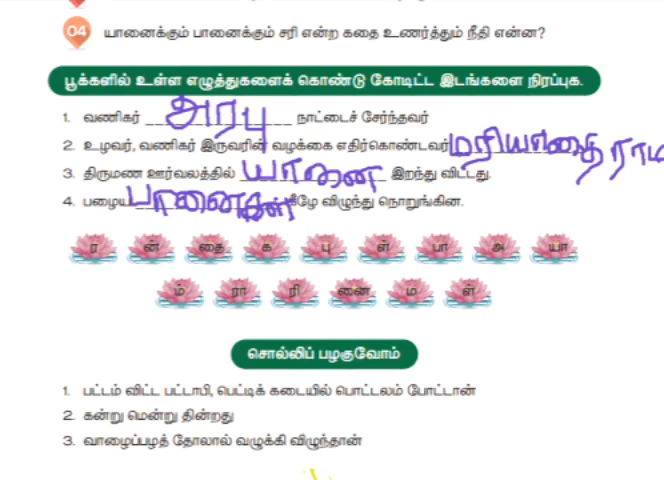 04 யானைக்கும் பானைக்கும் சரி என்ற கதை உணர்த்தும் நீதி என்ன?
பூக்களில் உள்ள எழுத்துகளைக் கொண்டு கோடிட்ட இடங்களை நிரப்புக.
1. வணிகர் அரபு நாட்டைச் சேர்ந்தவர்
2. உழவர், வணிகர் இருவரின் வழக்கை எதிர்கொண்டவர் மரியாதை ராம
3. திருமண ஊர்வலத்தில் யானை இறந்து விட்டது.
4. பழைய பானைகள் கீழே விழுந்து நொறுங்கின.
ர ன் தை க பு ள் பா அ யா
ம் ரா ரி னை ம ள்
சொல்லிப் பழகுவோம்
1. பட்டம் விட்ட பட்டாபி, பெட்டிக் கடையில் பொட்டலம் போட்டான்
2. கன்று மென்று தின்றது
3. வாழைப்பழத் தோலால் வழுக்கி விழுந்தான்